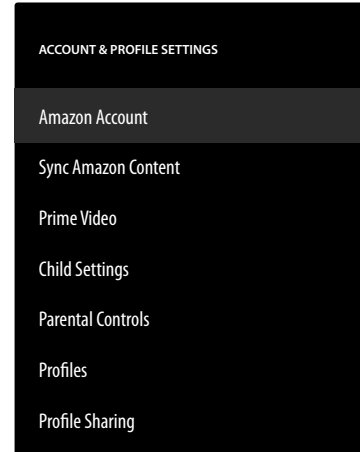 ACCOUNT & PROFILE SETTINGS
Amazon Account
Sync Amazon Content
Prime Video
Child Settings
Parental Controls
Profiles
Profile Sharing